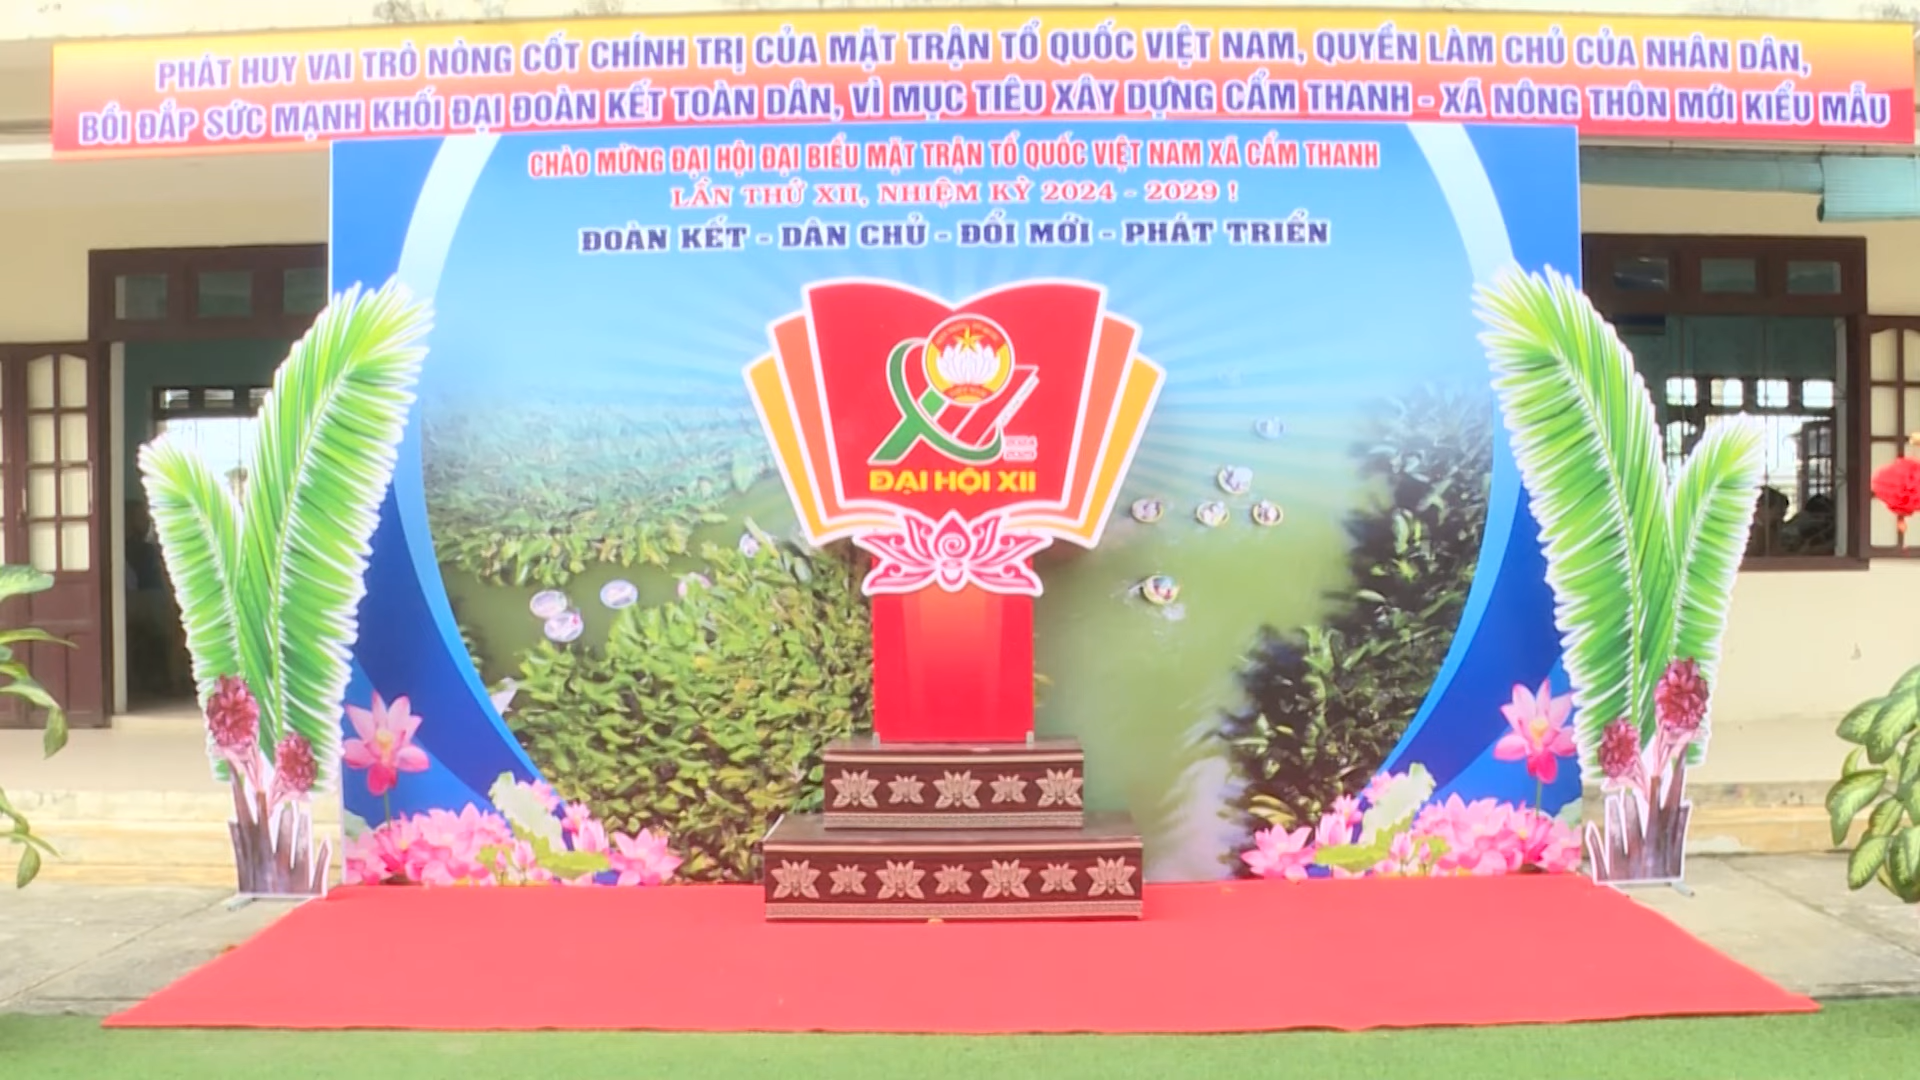 PHÁT HUY VAI TRÒ NÒNG CỐT CHÍNH TRỊ CỦA MẶT TRẬN TỔ QUỐC VIỆT NAM, QUYỀN LÀM CHỦ CỦA NHÂN DÂN,
BỒI ĐẮP SỨC MẠNH KHỐI ĐẠI ĐOÀN KẾT TOÀN DÂN, VÌ MỤC TIÊU XÂY DỰNG CẨM THANH - XÃ NÔNG THÔN MỚI KIỂU MẪU
CHÀO MỪNG ĐẠI HỘI ĐẠI BIỂU MẶT TRẬN TỔ QUỐC VIỆT NAM XÃ CẨM THANH
LẦN THỨ XII, NHIỆM KỲ 2024 - 2029 !
ĐOÀN KẾT - DÂN CHỦ - ĐỔI MỚI - PHÁT TRIỂN
XII
2024
2029
ĐẠI HỘI XII